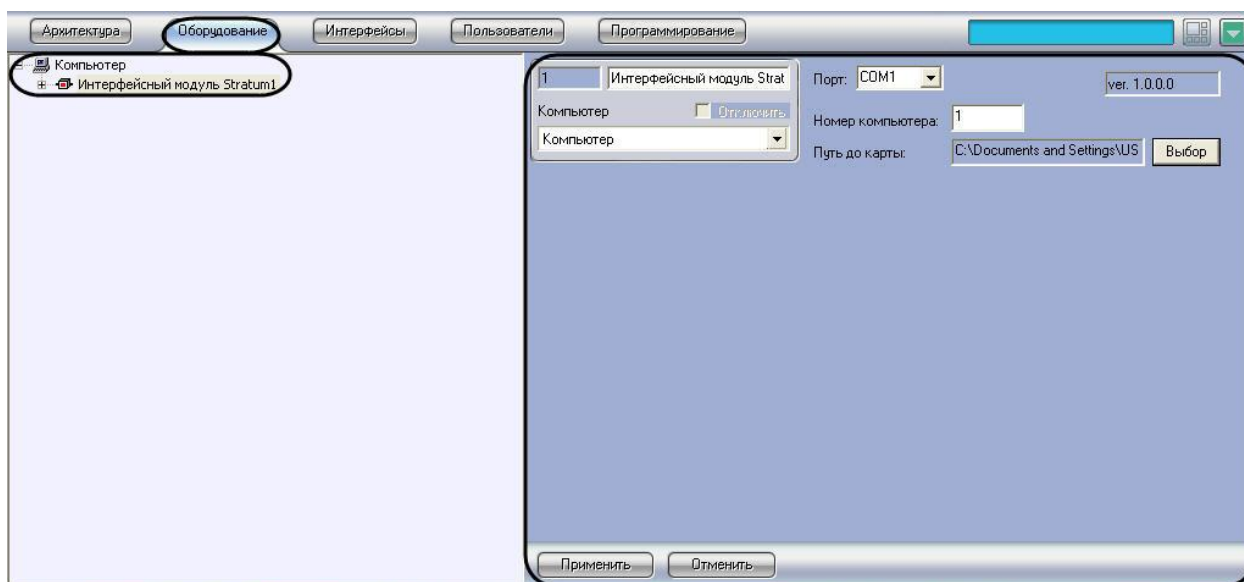 Архитектура Оборудование Интерфейсы Пользователи Программирование
Компьютер
Интерфейсный модуль Stratum1
1 Интерфейсный модуль Strat
Компьютер Отключить
Компьютер
Порт: COM1
ver. 1.0.0.0
Номер компьютера: 1
Путь до карты: C:\Documents and Settings\US Выбор
Применить Отменить